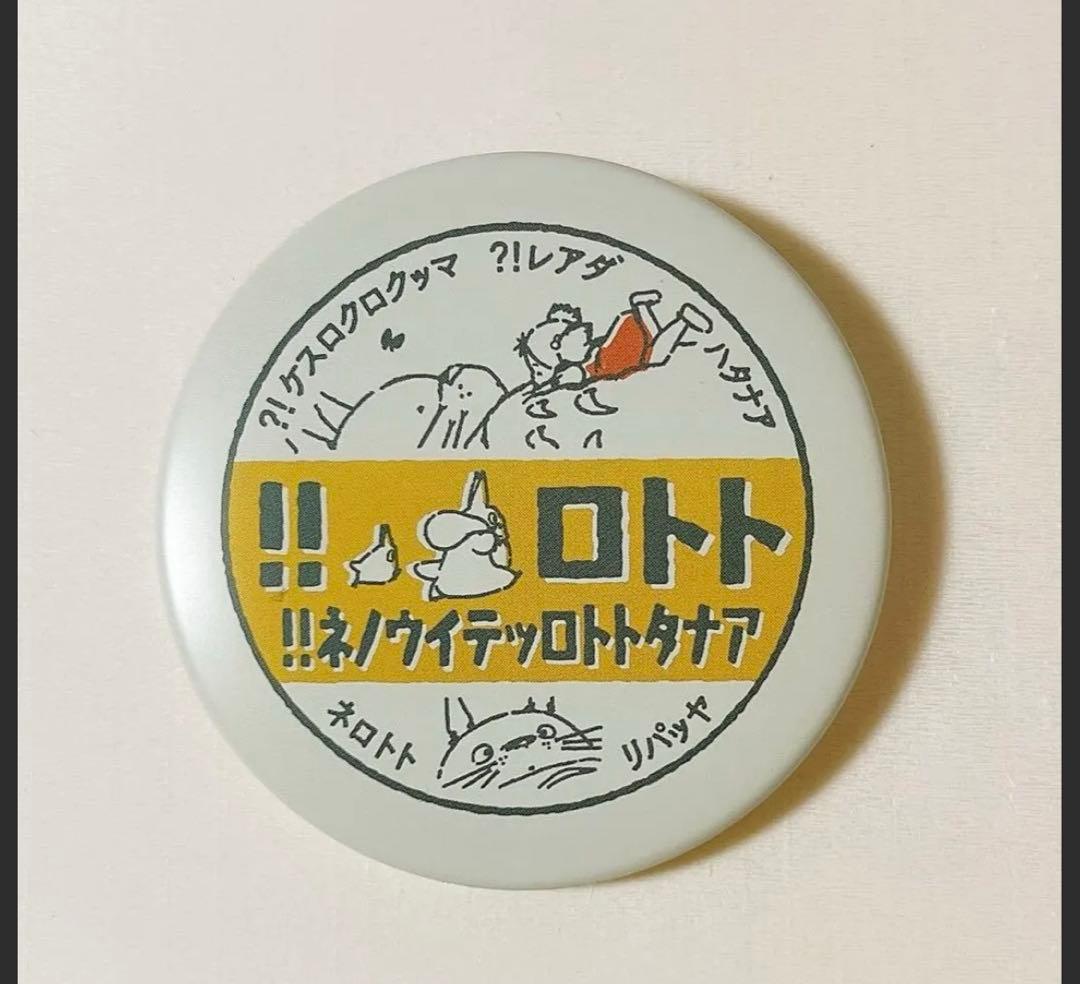 アナタハ ダアレ!? マックロクロスケ!?
トトロ!!
アナタトトロッテイウノネ!!
ヤッパリ トトロネ